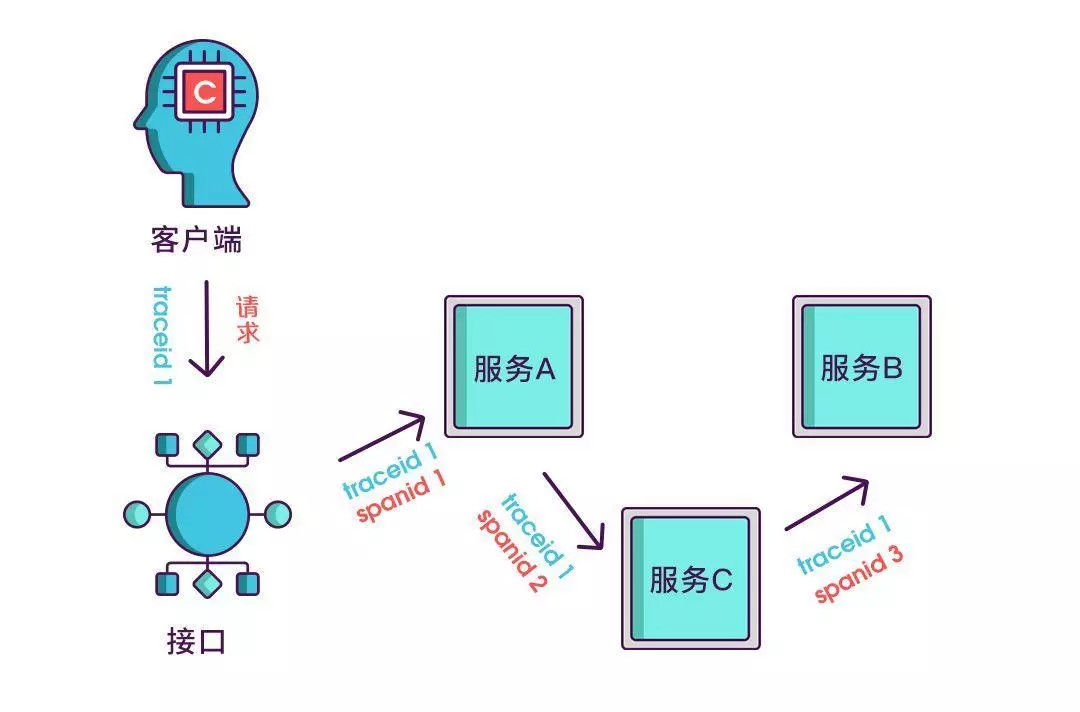 C
客户端
traceid 1
请
求
接口
traceid 1
spanid 1
服务A
traceid 1
spanid 2
服务C
traceid 1
spanid 3
服务B